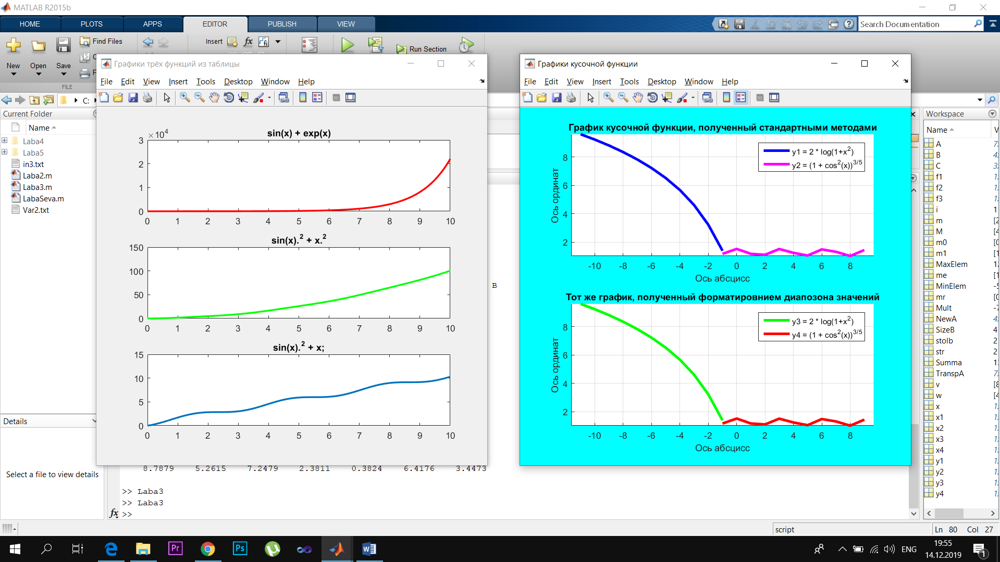 MATLAB R2015b
HOME PLOTS APPS EDITOR PUBLISH VIEW
Search Documentation
New Open Save
Find Files
Insert
fx
Run Section
FILE
C:
Current Folder
Name
Laba4
Laba5
in3.txt
Laba2.m
Laba3.m
LabaSeva.m
Var2.txt
Details
Select a file to view details
Графики трёх функций из таблицы
File Edit View Insert Tools Desktop Window Help
×10^4
sin(x) + exp(x)
3
2
1
0
0 1 2 3 4 5 6 7 8 9 10
sin(x).^2 + x.^2
150
100
50
0
0 1 2 3 4 5 6 7 8 9 10
sin(x).^2 + x;
15
10
5
0
0 1 2 3 4 5 6 7 8 9 10
B
Графики кусочной функции
File Edit View Insert Tools Desktop Window Help
График кусочной функции, полученный стандартными методами
y1 = 2 * log(1+x^2)
y2 = (1 + cos^2(x))^3/5
Ось ординат
8
6
4
2
-10 -8 -6 -4 -2 0 2 4 6 8
Ось абсцисс
Тот же график, полученный форматировнием диапозона значений
y3 = 2 * log(1+x^2)
y4 = (1 + cos^2(x))^3/5
Ось ординат
8
6
4
2
-10 -8 -6 -4 -2 0 2 4 6 8
Ось абсцисс
8.7879 5.2615 7.2479 2.3811 0.3824 6.4176 3.4473
>> Laba3
>> Laba3
fx >>
Workspace
Name
A
B
C
f1
f2
f3
i
m
M
m0
m1
MaxElem
me
MinElem
mr
Mult
NewA
SizeB
stolb
str
Summa
TranspA
v
w
x
x1
x2
x3
x4
y1
y2
y3
y4
script
Ln 80 Col 27
Pr
Ps
ENG
19:55
14.12.2019
1